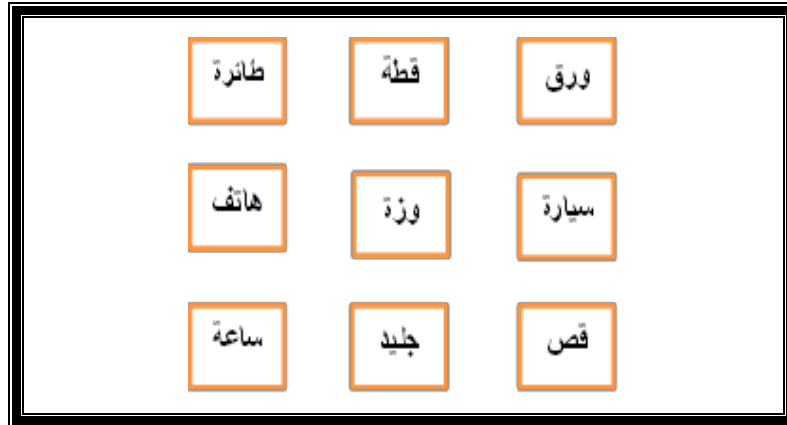 ورق قطة طائرة
سيارة وزة هاتف
قص جليد ساعة